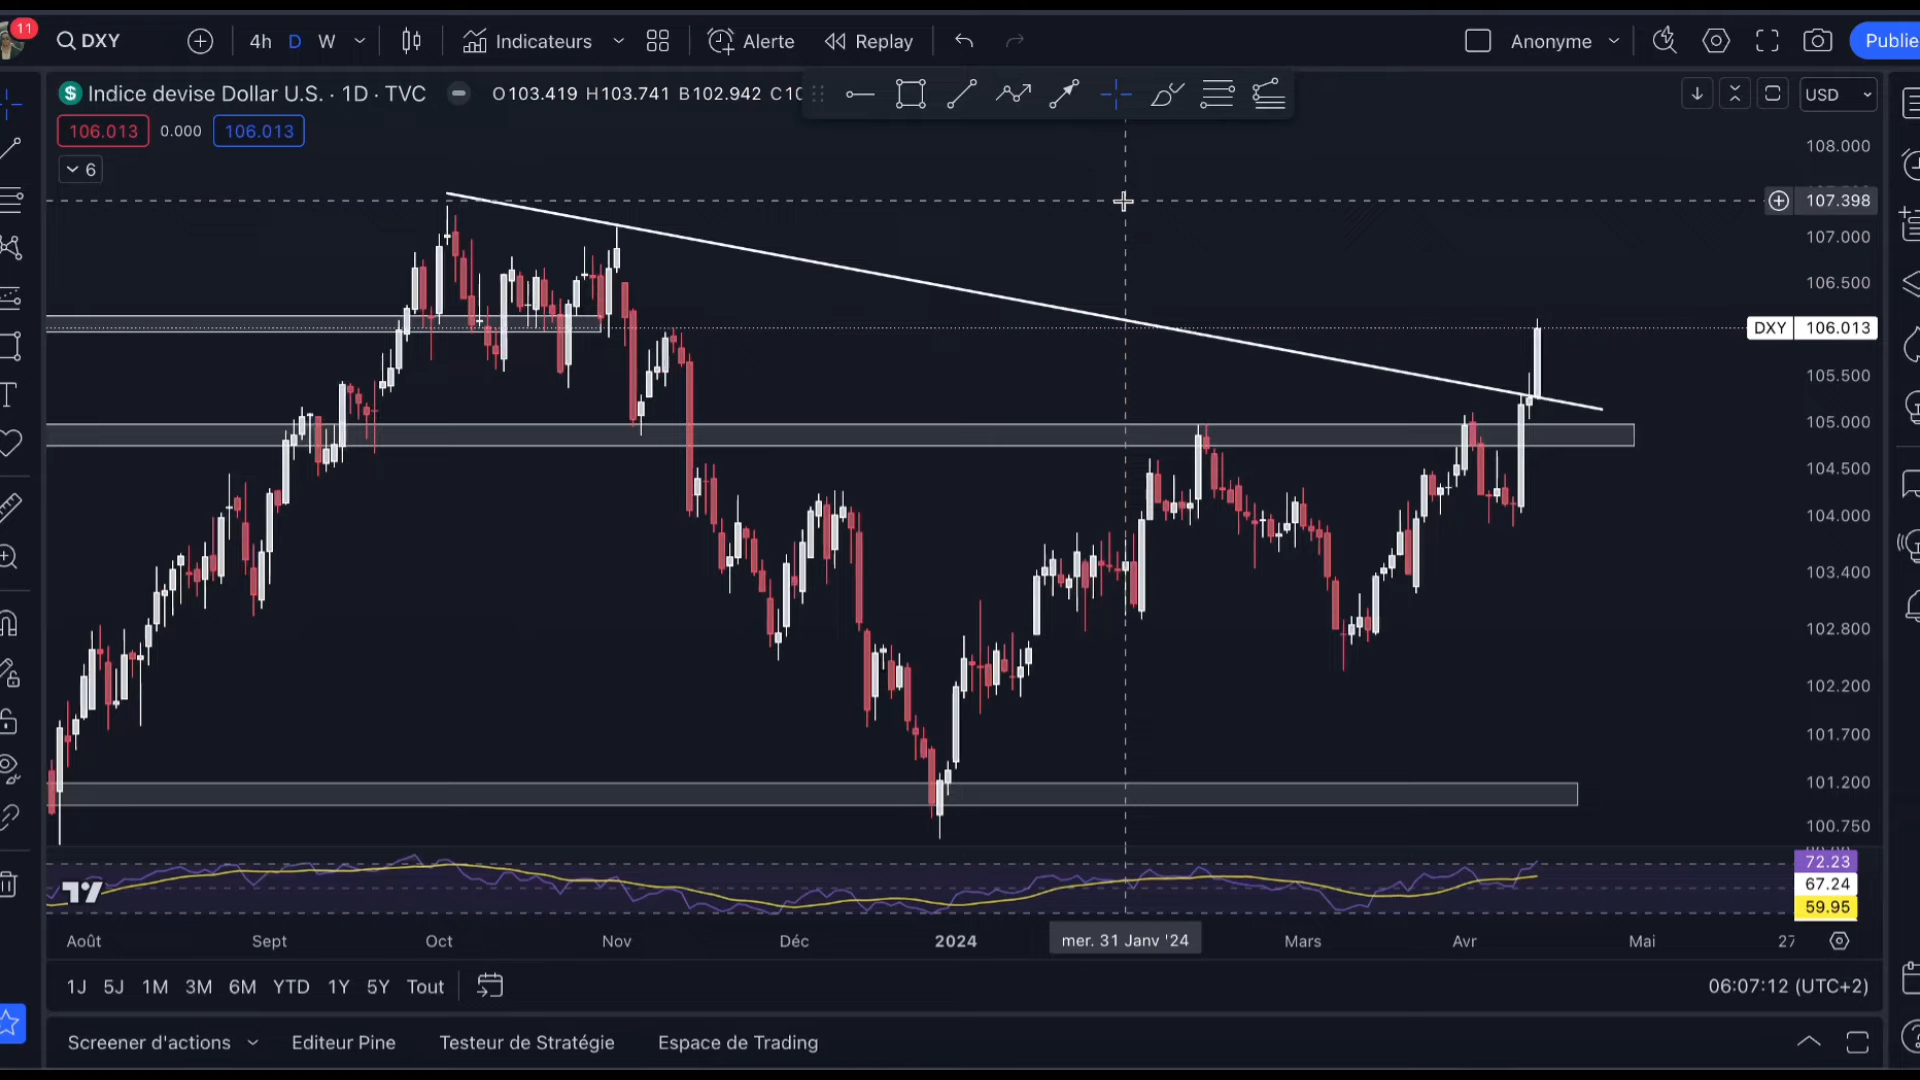 11
DXY
4h D W
Indicateurs
Alerte
Replay
Anonyme
Publie
$ Indice devise Dollar U.S. · 1D · TVC
O103.419 H103.741 B102.942 C10
USD
106.013 0.000 106.013
6
108.000
107.398
107.000
106.500
DXY 106.013
105.500
105.000
104.500
104.000
103.400
102.800
102.200
101.700
101.200
100.750
72.23
67.24
59.95
Août Sept Oct Nov Déc 2024 mer. 31 Janv '24 Mars Avr Mai 27
1J 5J 1M 3M 6M YTD 1Y 5Y Tout
06:07:12 (UTC+2)
Screener d'actions
Editeur Pine
Testeur de Stratégie
Espace de Trading